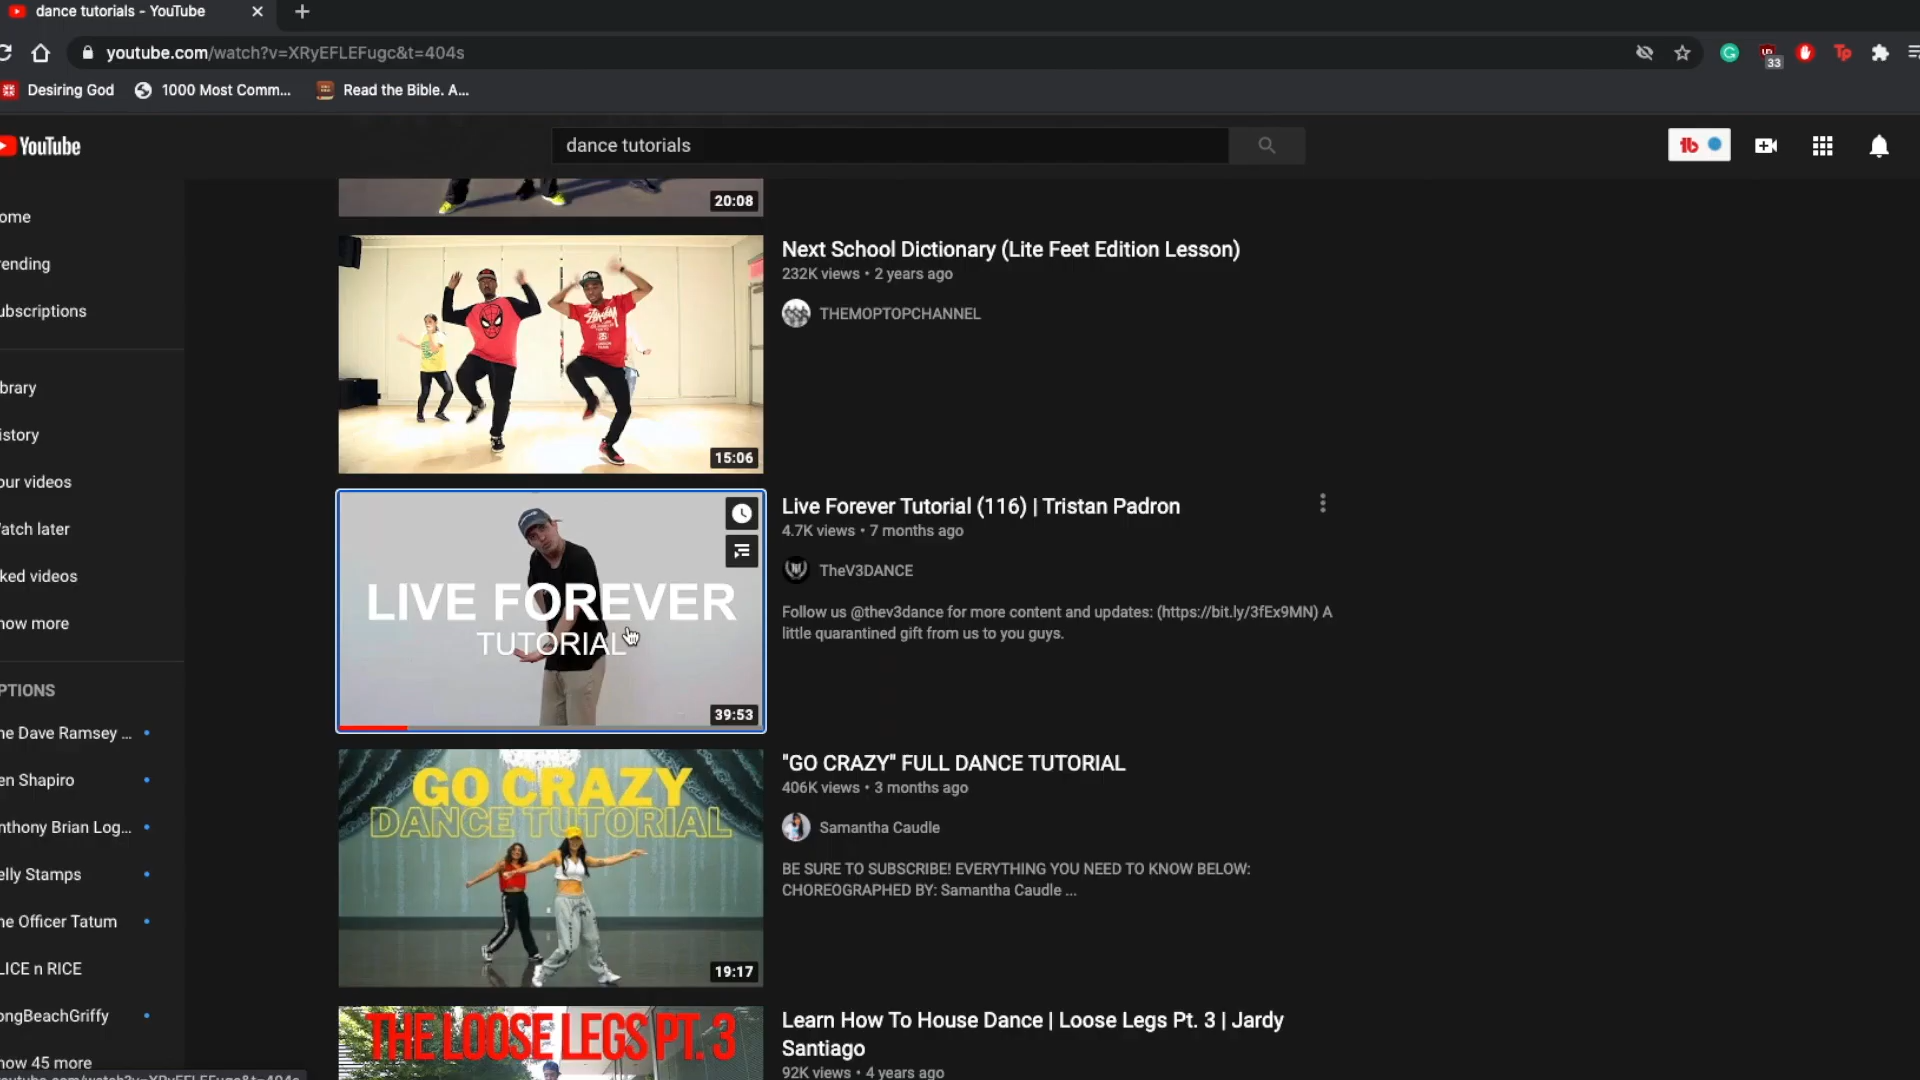 dance tutorials - YouTube
youtube.com/watch?v=XRyEFLEFugc&t=404s
33
Desiring God
1000 Most Comm...
Read the Bible. A...
YouTube
dance tutorials
ome
ending
ubscriptions
brary
istory
our videos
atch later
ked videos
how more
PTIONS
he Dave Ramsey ...
en Shapiro
nthony Brian Log...
elly Stamps
he Officer Tatum
LICE n RICE
ongBeachGriffy
how 45 more
20:08
15:06
Next School Dictionary (Lite Feet Edition Lesson)
232K views • 2 years ago
THEMOPTOPCHANNEL
LIVE FOREVER
TUTORIAL
39:53
Live Forever Tutorial (116) | Tristan Padron
4.7K views • 7 months ago
TheV3DANCE
Follow us @thev3dance for more content and updates: (https://bit.ly/3fEx9MN) A
little quarantined gift from us to you guys.
GO CRAZY
DANCE TUTORIAL
19:17
"GO CRAZY" FULL DANCE TUTORIAL
406K views • 3 months ago
Samantha Caudle
BE SURE TO SUBSCRIBE! EVERYTHING YOU NEED TO KNOW BELOW:
CHOREOGRAPHED BY: Samantha Caudle ...
THE LOOSE LEGS PT. 3
Learn How To House Dance | Loose Legs Pt. 3 | Jardy
Santiago
92K views • 4 years ago